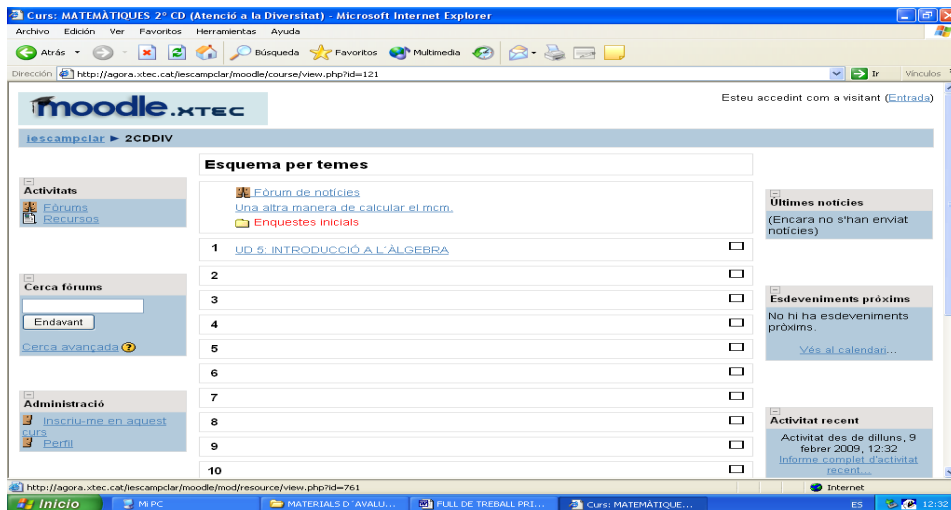 Curs: MATEMÀTIQUES 2º CD (Atenció a la Diversitat) - Microsoft Internet Explorer
Archivo Edición Ver Favoritos Herramientas Ayuda
Atrás Búsqueda Favoritos Multimedia
Dirección http://agora.xtec.cat/iescampclar/moodle/course/view.php?id=121 Ir Vínculos
moodle.xtec
Esteu accedint com a visitant (Entrada)
iescampclar ► 2CDDIV
Activitats
Fòrums
Recursos
Cerca fòrums
Endavant
Cerca avançada
Administració
Inscriu-me en aquest
curs
Perfil
Esquema per temes
Fòrum de notícies
Una altra manera de calcular el mcm.
Enquestes inicials
1 UD 5: INTRODUCCIÓ A L´ÀLGEBRA
2
3
4
5
6
7
8
9
10
Últimes notícies
(Encara no s'han enviat
notícies)
Esdeveniments pròxims
No hi ha esdeveniments
pròxims.
Vés al calendari...
Activitat recent
Activitat des de dilluns, 9
febrer 2009, 12:32
Informe complet d'activitat
recent...
http://agora.xtec.cat/iescampclar/moodle/mod/resource/view.php?id=761 Internet
Inicio Mi PC MATERIALS D´AVALU... FULL DE TREBALL PRI... Curs: MATEMÀTIQUE... ES 12:32